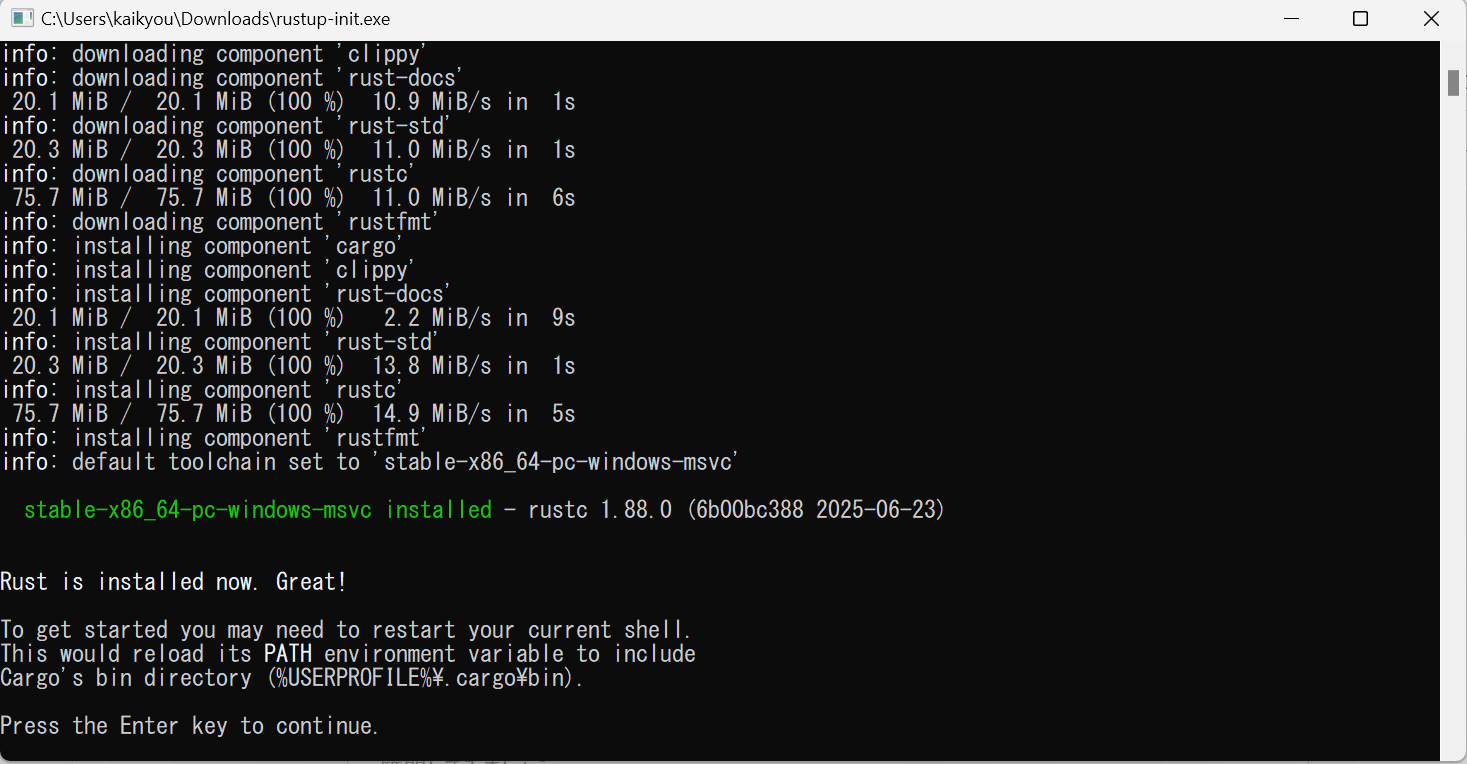 C:\Users\kaikyou\Downloads\rustup-init.exe
info: downloading component 'clippy'
info: downloading component 'rust-docs'
20.1 MiB / 20.1 MiB (100 %) 10.9 MiB/s in 1s
info: downloading component 'rust-std'
20.3 MiB / 20.3 MiB (100 %) 11.0 MiB/s in 1s
info: downloading component 'rustc'
75.7 MiB / 75.7 MiB (100 %) 11.0 MiB/s in 6s
info: downloading component 'rustfmt'
info: installing component 'cargo'
info: installing component 'clippy'
info: installing component 'rust-docs'
20.1 MiB / 20.1 MiB (100 %) 2.2 MiB/s in 9s
info: installing component 'rust-std'
20.3 MiB / 20.3 MiB (100 %) 13.8 MiB/s in 1s
info: installing component 'rustc'
75.7 MiB / 75.7 MiB (100 %) 14.9 MiB/s in 5s
info: installing component 'rustfmt'
info: default toolchain set to 'stable-x86_64-pc-windows-msvc'
stable-x86_64-pc-windows-msvc installed - rustc 1.88.0 (6b00bc388 2025-06-23)
Rust is installed now. Great!
To get started you may need to restart your current shell.
This would reload its PATH environment variable to include
Cargo's bin directory (%USERPROFILE%¥.cargo¥bin).
Press the Enter key to continue.